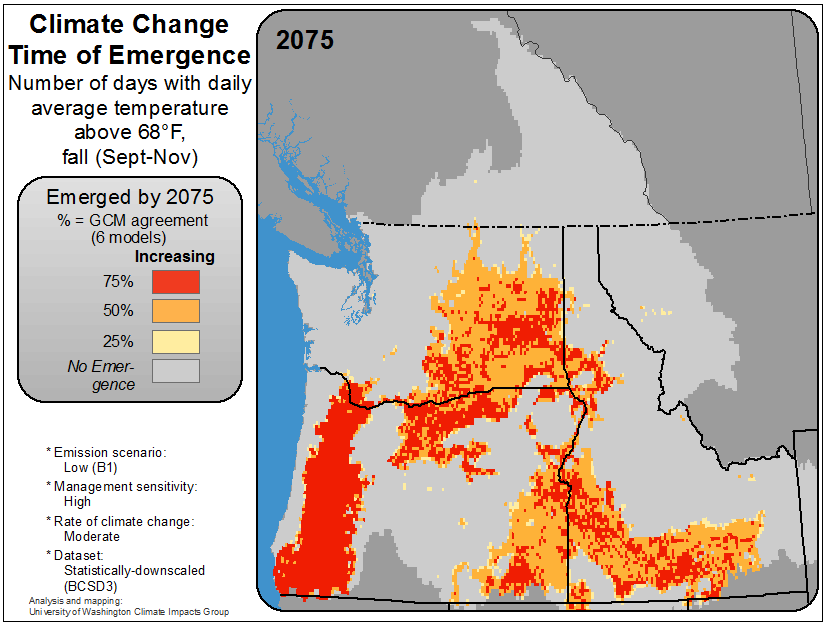 Climate Change
Time of Emergence
Number of days with daily
average temperature
above 68°F,
fall (Sept-Nov)
2075
Emerged by 2075
% = GCM agreement
(6 models)
Increasing
75%
50%
25%
No Emer-
gence
* Emission scenario:
Low (B1)
* Management sensitivity:
High
* Rate of climate change:
Moderate
* Dataset:
Statistically-downscaled
(BCSD3)
Analysis and mapping:
University of Washington Climate Impacts Group